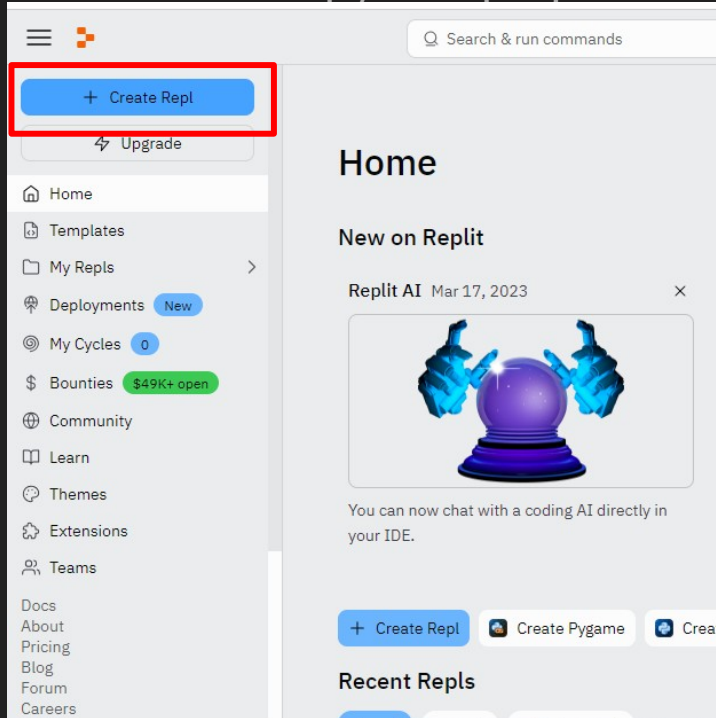 Search & run commands
+ Create Repl
Upgrade
Home
Templates
My Repls
Deployments New
My Cycles 0
Bounties $49K+ open
Community
Learn
Themes
Extensions
Teams
Docs
About
Pricing
Blog
Forum
Careers
Home
New on Replit
Replit AI Mar 17, 2023
You can now chat with a coding AI directly in
your IDE.
+ Create Repl Create Pygame Crea
Recent Repls